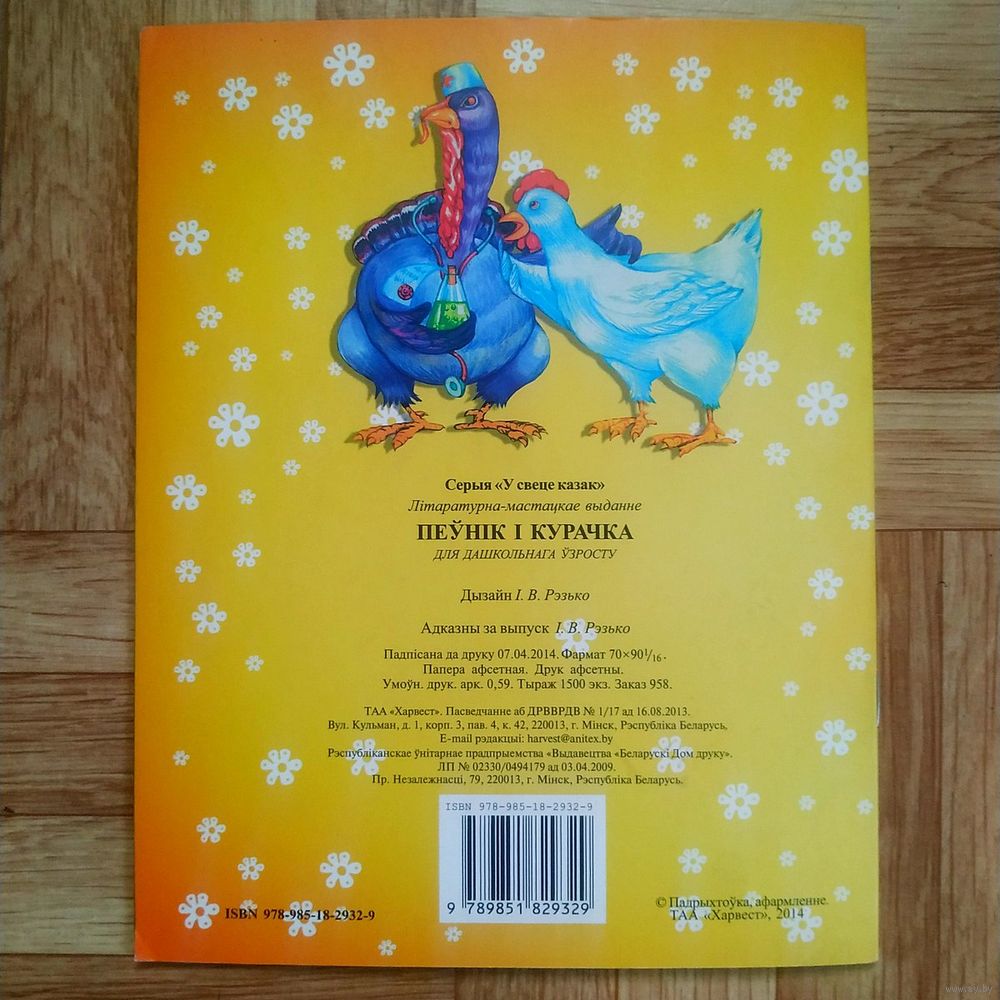 Серыя «У свеце казак»
Літаратурна-мастацкае выданне
ПЕЎНІК І КУРАЧКА
ДЛЯ ДАШКОЛЬНАГА ЎЗРОСТУ
Дызайн І. В. Рэзько
Адказны за выпуск І. В. Рэзько
Падпісана да друку 07.04.2014. Фармат 70×90 1/16.
Папера афсетная. Друк афсетны.
Умоўн. друк. арк. 0,59. Тыраж 1500 экз. Заказ 958.
ТАА «Харвест». Пасведчанне аб ДРВВРДВ № 1/17 ад 16.08.2013.
Вул. Кульман, д. 1, корп. 3, пав. 4, к. 42, 220013, г. Мінск, Рэспубліка Беларусь,
E-mail рэдакцыі: harvest@anitex.by
Рэспубліканскае ўнітарнае прадпрыемства «Выдавецтва «Беларускі Дом друку».
ЛП № 02330/0494179 ад 03.04.2009.
Пр. Незалежнасці, 79, 220013, г. Мінск, Рэспубліка Беларусь.
ISBN 978-985-18-2932-9
9 789851 829329
ISBN 978-985-18-2932-9
© Падрыхтоўка, афармленне.
ТАА «Харвест», 2014
www.ay.by